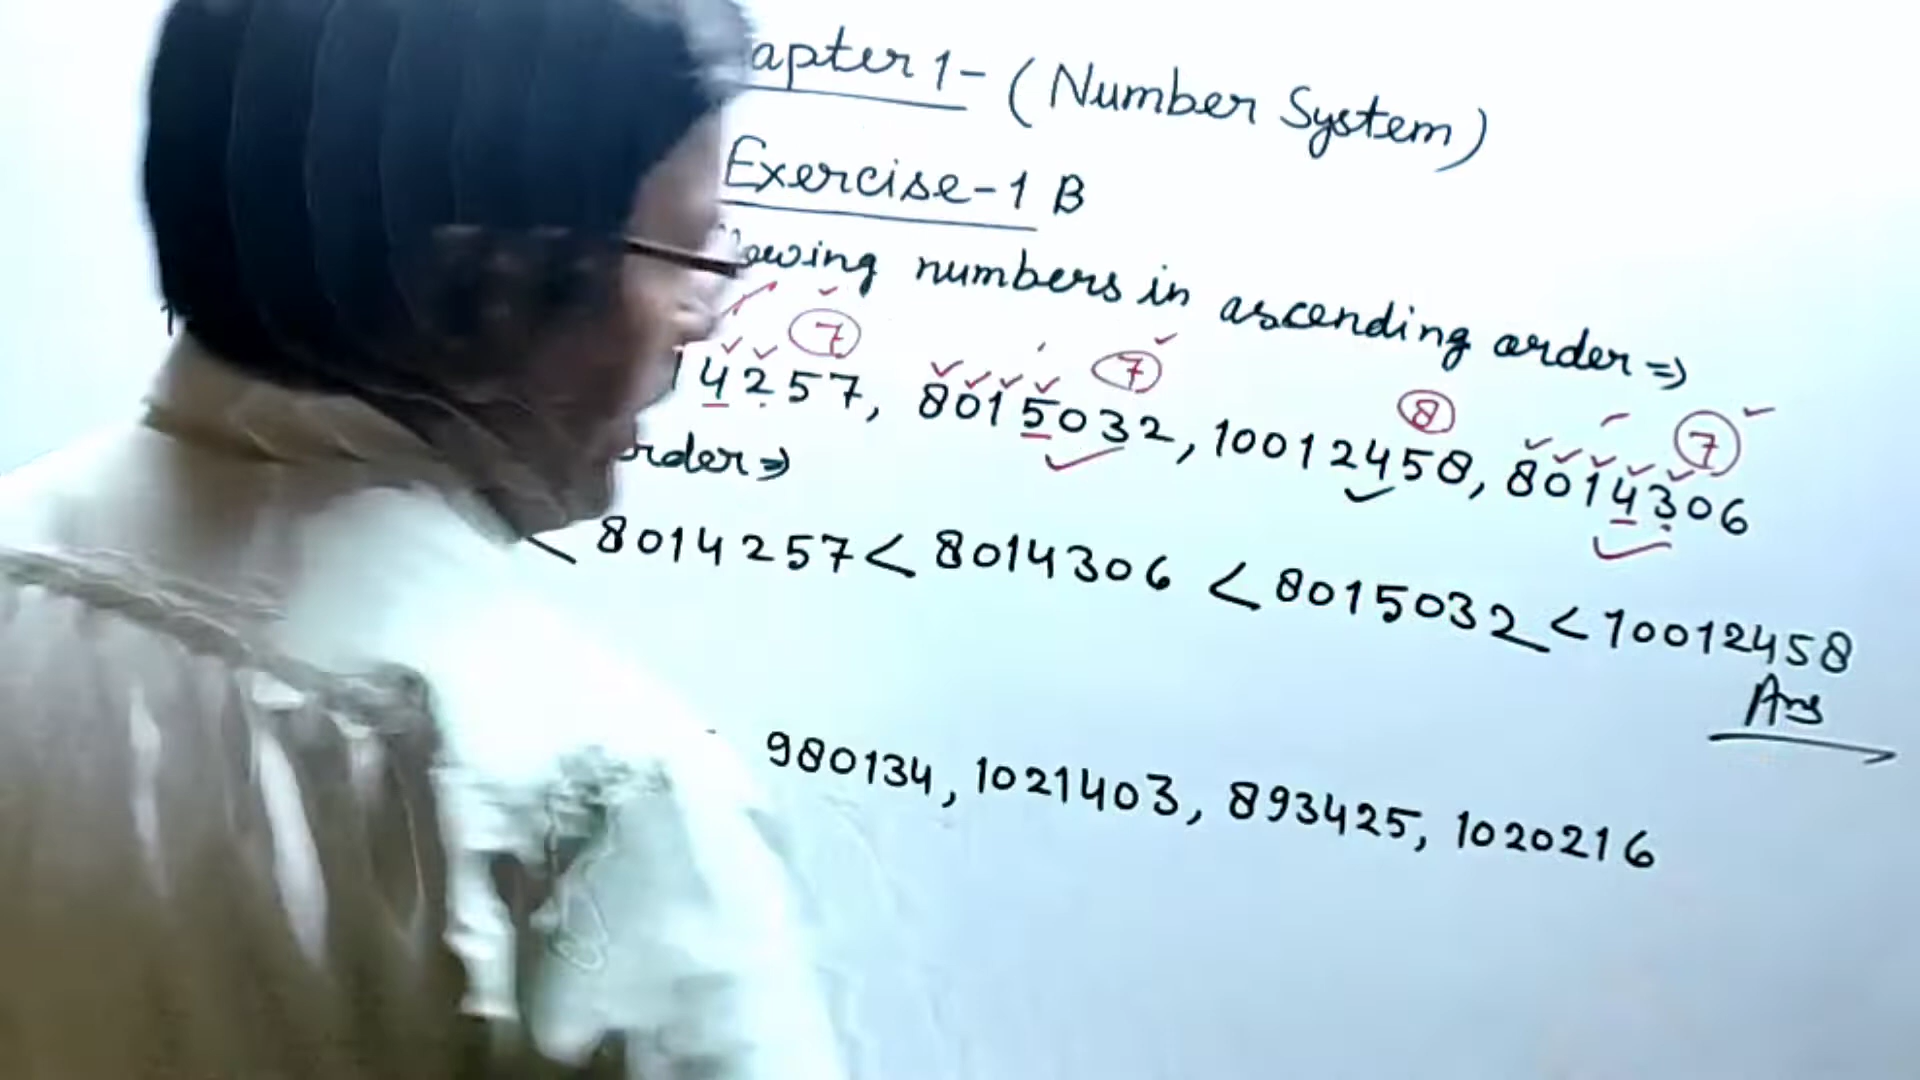 apter 1 - (Number System)
Exercise - 1 B
owing numbers in ascending order ⇒
7 7 8 7
14257, 8015032, 10012458, 8014306
order ⇒
< 8014257 < 8014306 < 8015032 < 10012458
Ans
980134, 1021403, 893425, 1020216